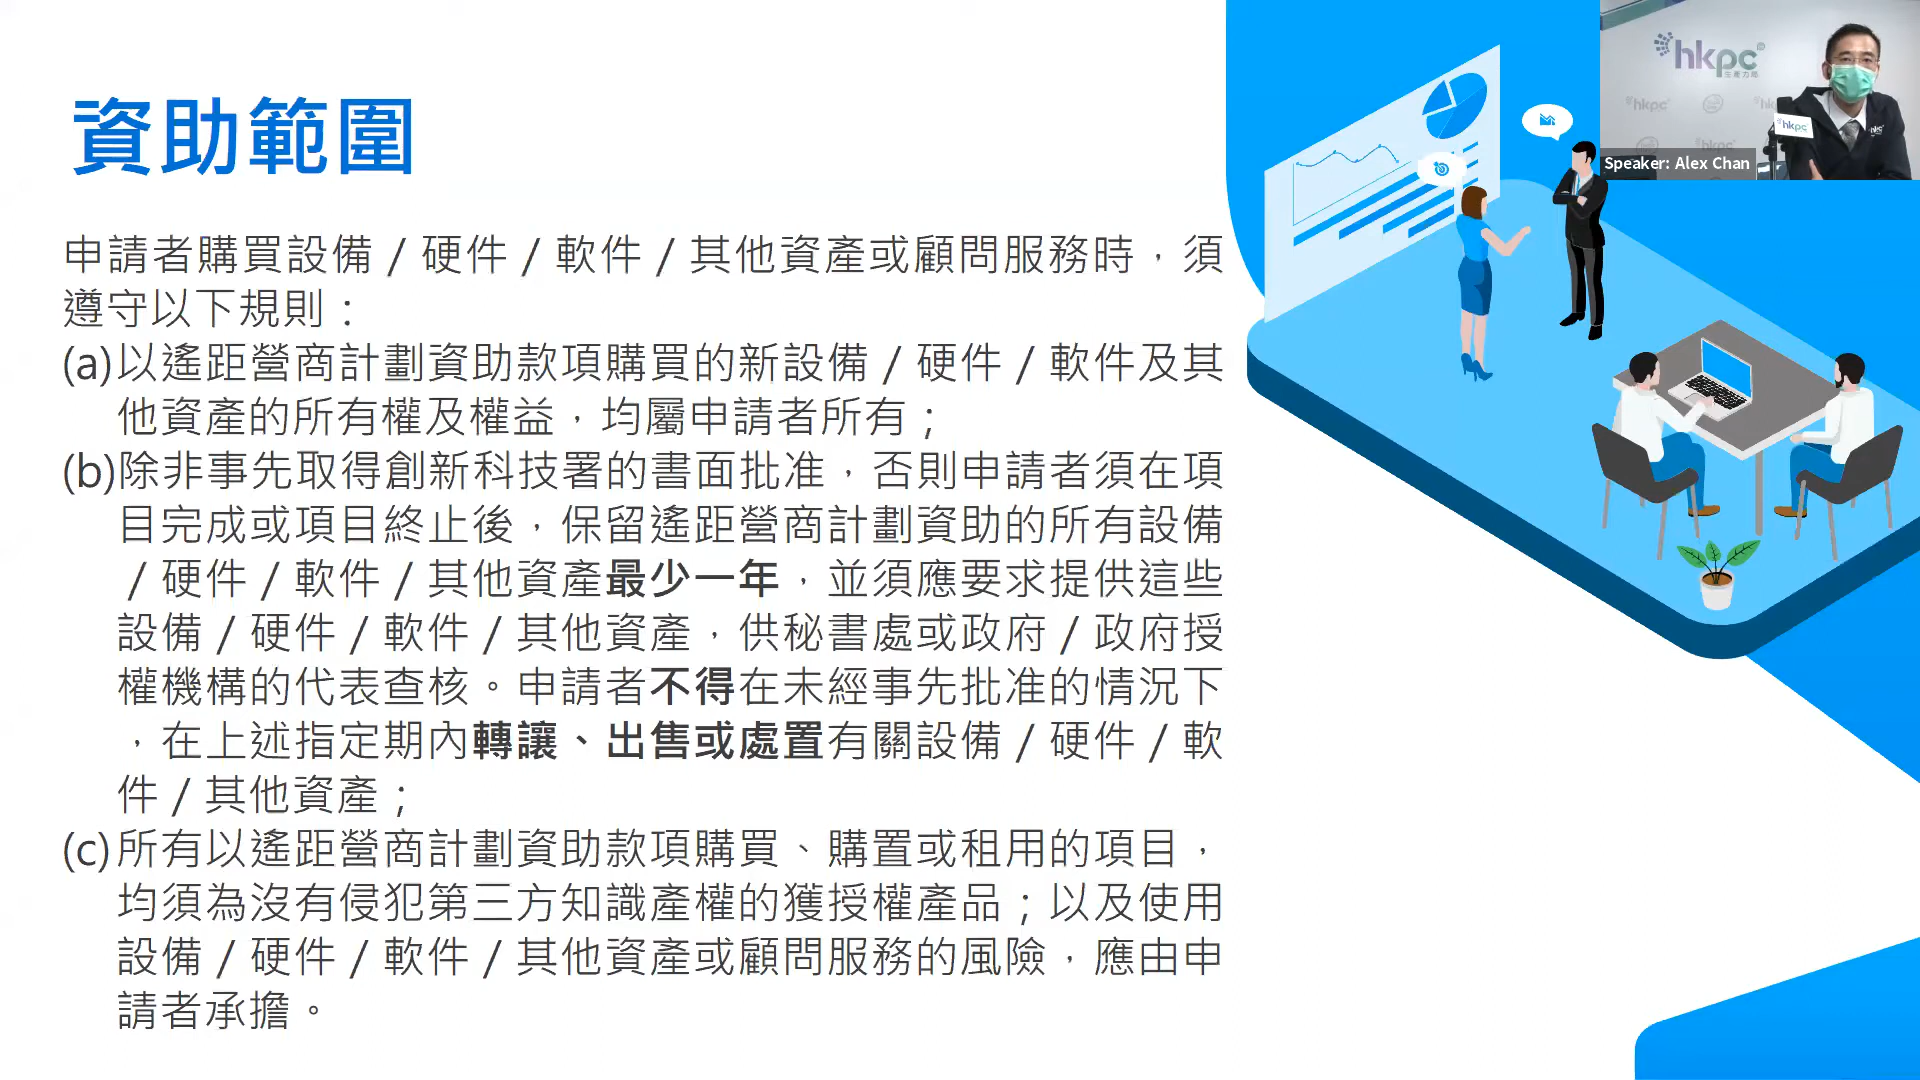 資助範圍
申請者購買設備 / 硬件 / 軟件 / 其他資產或顧問服務時，須
遵守以下規則：
(a)以遙距營商計劃資助款項購買的新設備 / 硬件 / 軟件及其
他資產的所有權及權益，均屬申請者所有；
(b)除非事先取得創新科技署的書面批准，否則申請者須在項
目完成或項目終止後，保留遙距營商計劃資助的所有設備
/ 硬件 / 軟件 / 其他資產最少一年，並須應要求提供這些
設備 / 硬件 / 軟件 / 其他資產，供秘書處或政府 / 政府授
權機構的代表查核。申請者不得在未經事先批准的情況下
，在上述指定期內轉讓、出售或處置有關設備 / 硬件 / 軟
件 / 其他資產；
(c)所有以遙距營商計劃資助款項購買、購置或租用的項目，
均須為沒有侵犯第三方知識產權的獲授權產品；以及使用
設備 / 硬件 / 軟件 / 其他資產或顧問服務的風險，應由申
請者承擔。
hkpc
生產力局
hkpc
hkpc
hkpc
Speaker: Alex Chan